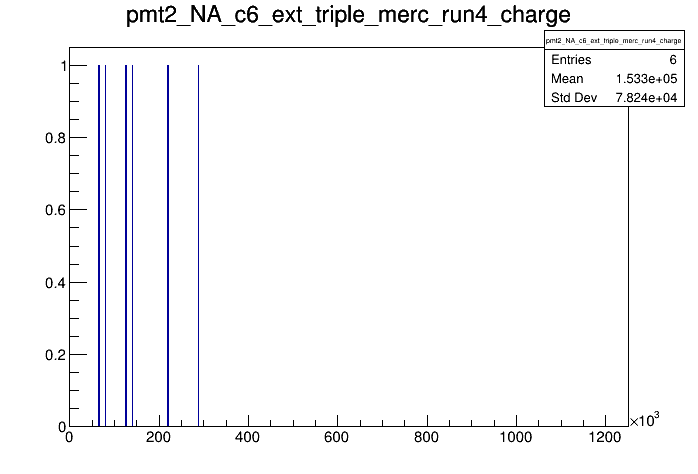 pmt2_NA_c6_ext_triple_merc_run4_charge
pmt2_NA_c6_ext_triple_merc_run4_charge
Entries 6
Mean 1.533e+05
Std Dev 7.824e+04
1
0.8
0.6
0.4
0.2
0
0 200 400 600 800 1000 1200
×10³